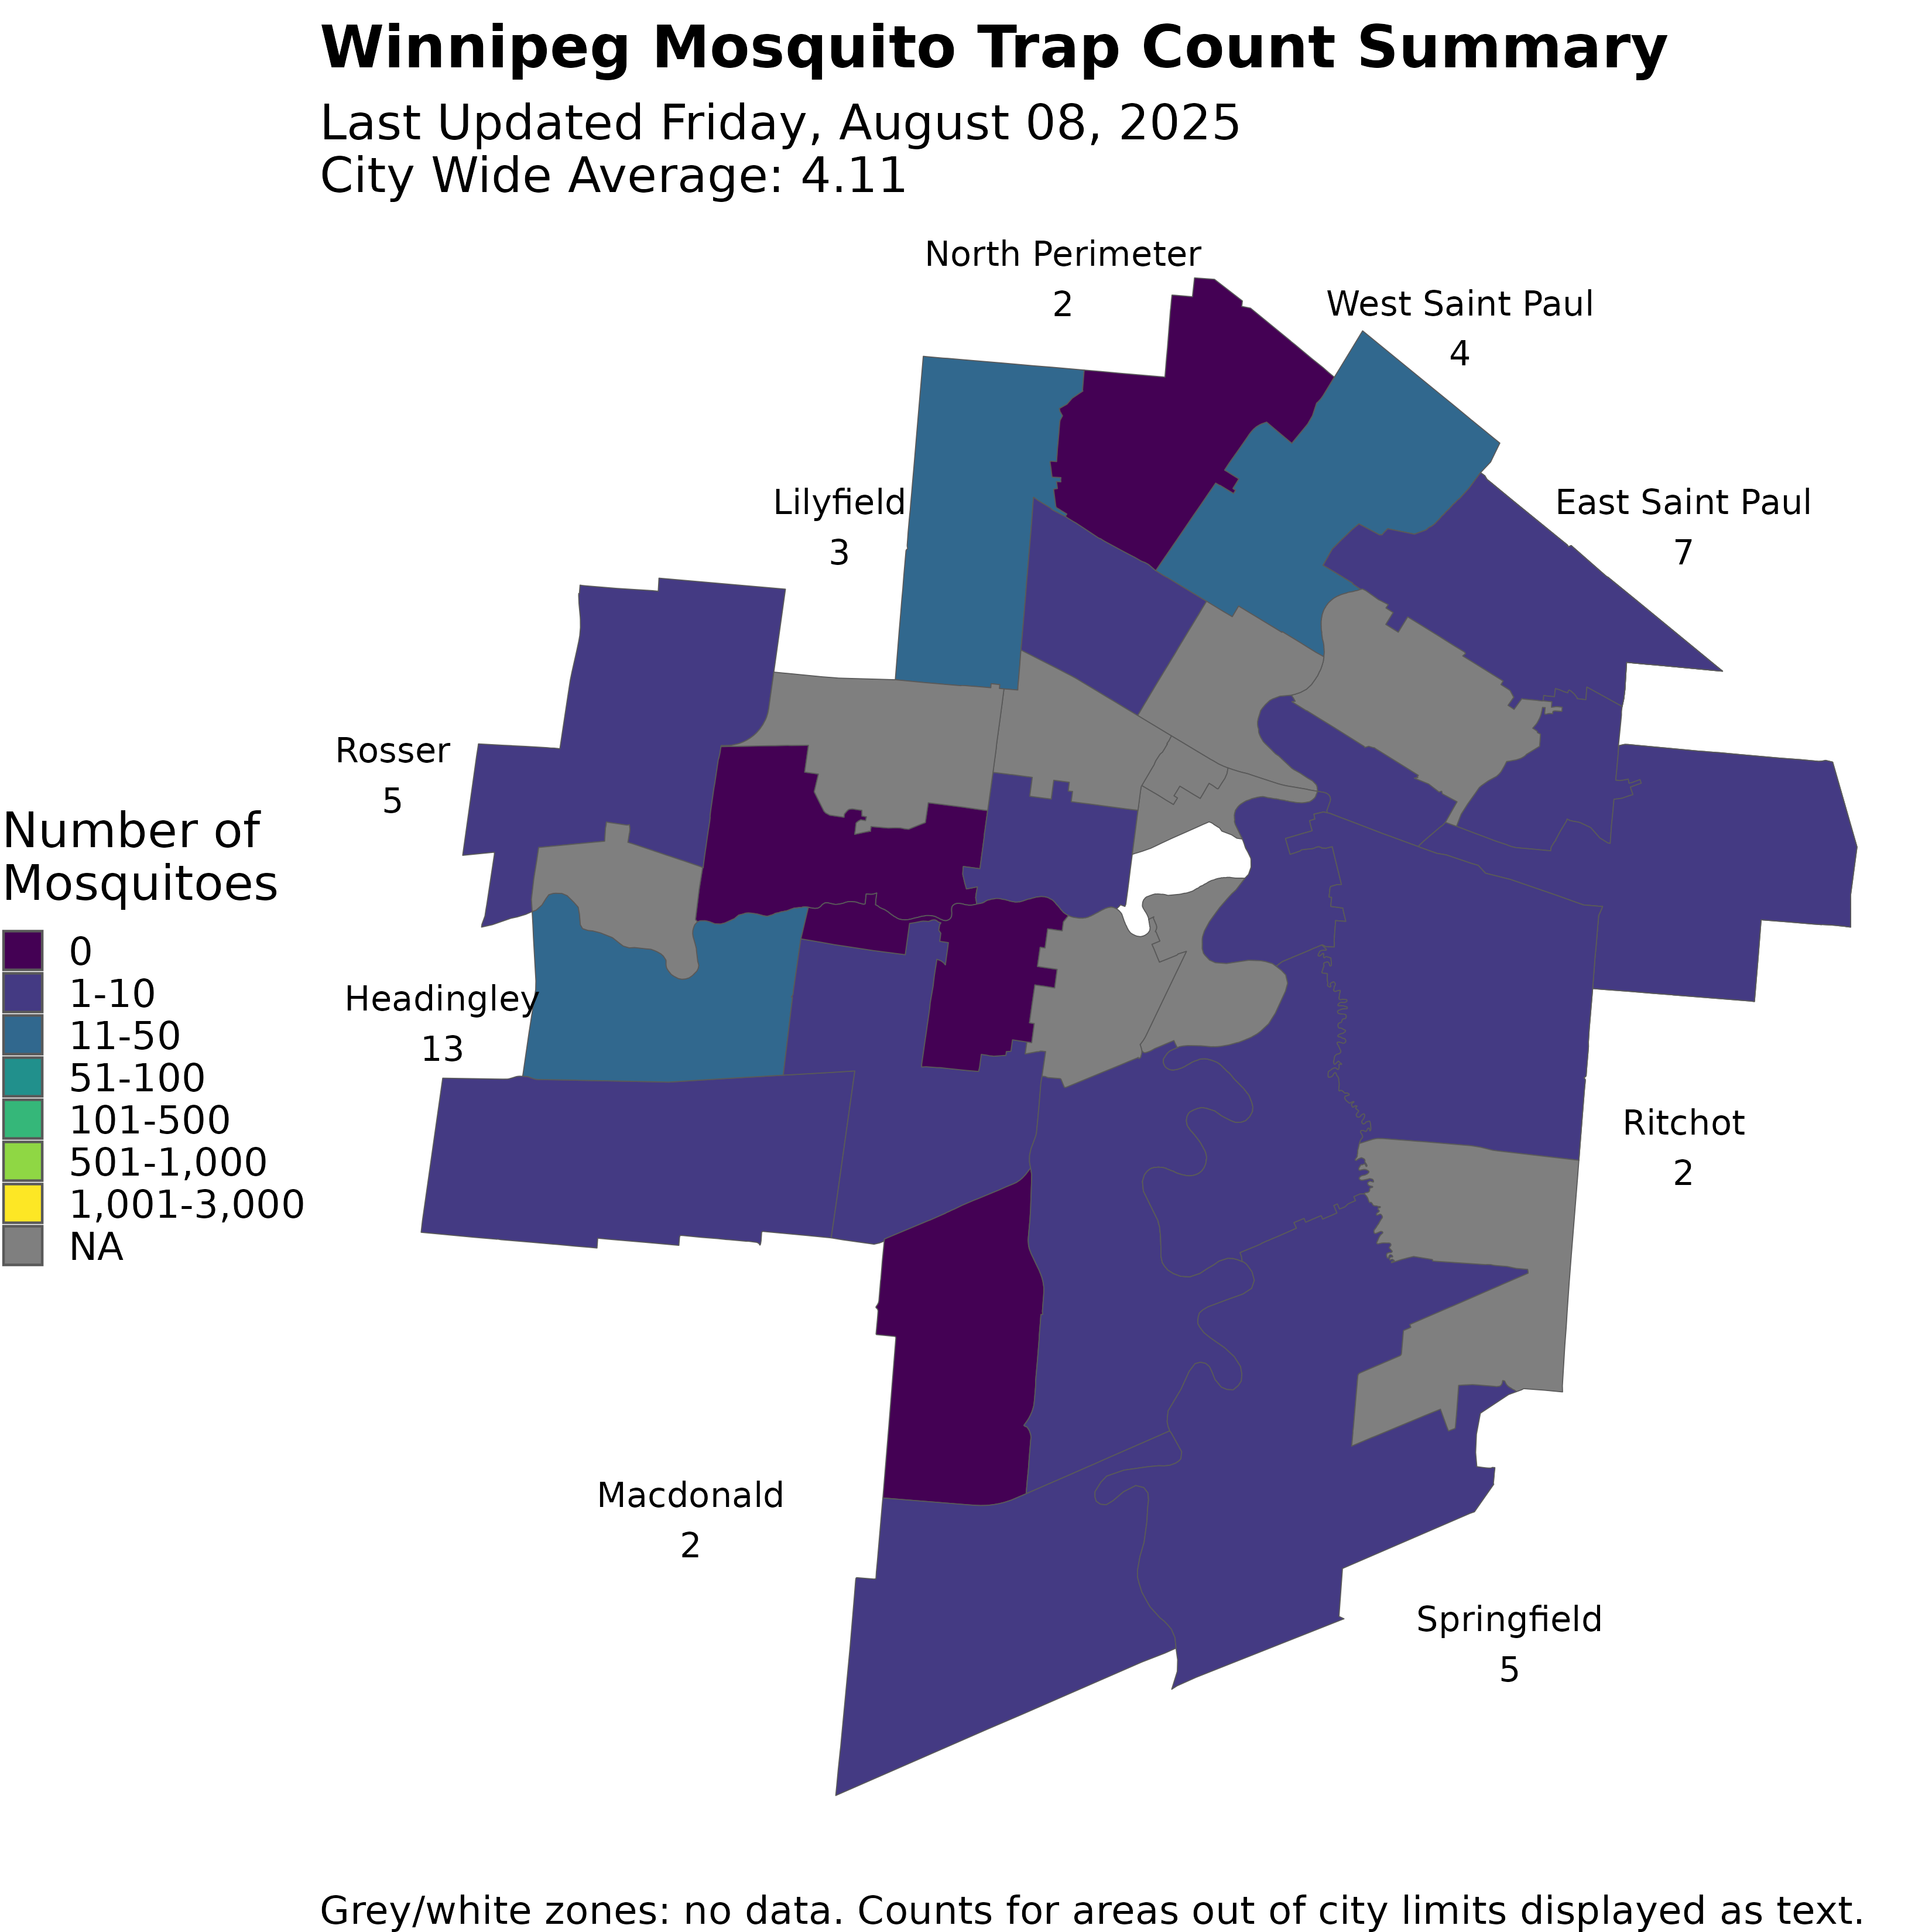 Winnipeg Mosquito Trap Count Summary
Last Updated Friday, August 08, 2025
City Wide Average: 4.11
North Perimeter
2
West Saint Paul
4
Lilyfield
3
East Saint Paul
7
Rosser
5
Number of
Mosquitoes
0
1-10
11-50
51-100
101-500
501-1,000
1,001-3,000
NA
Headingley
13
Ritchot
2
Macdonald
2
Springfield
5
Grey/white zones: no data. Counts for areas out of city limits displayed as text.